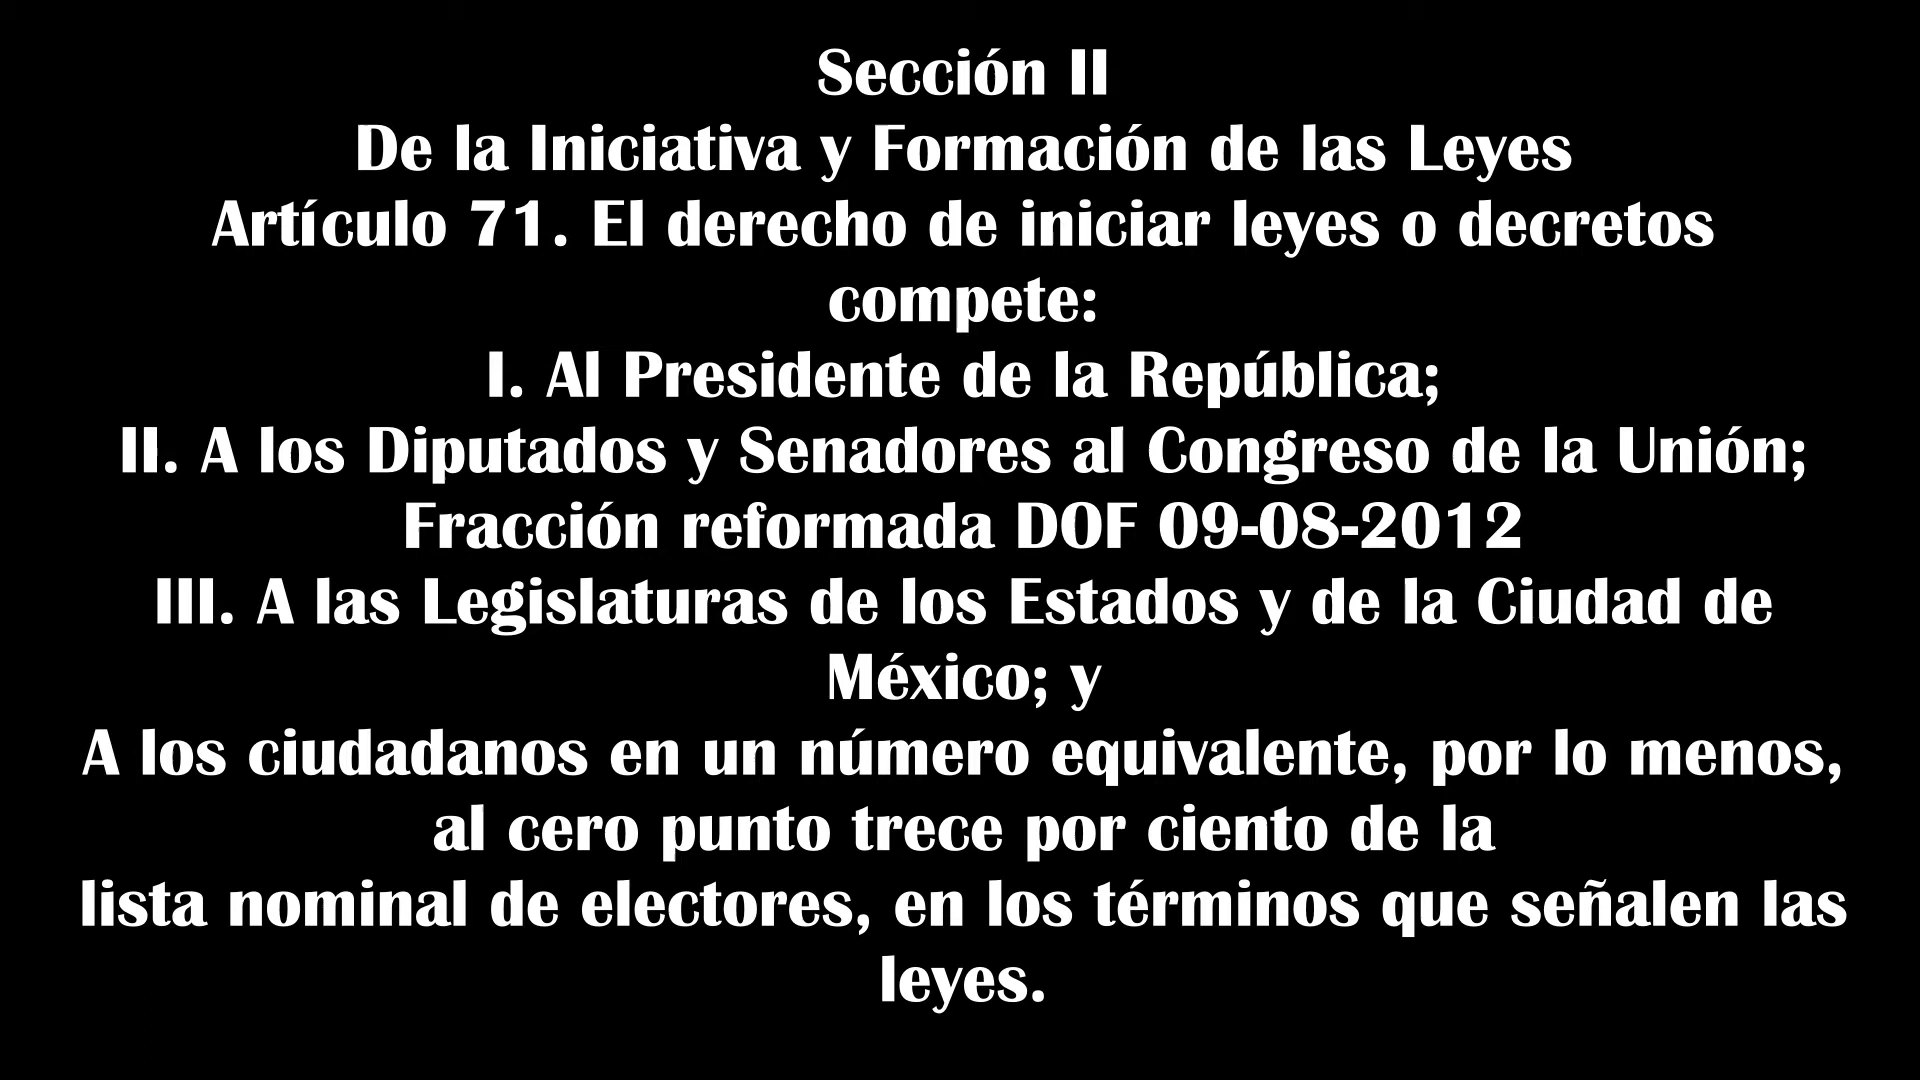 Sección II
De la Iniciativa y Formación de las Leyes
Artículo 71. El derecho de iniciar leyes o decretos
compete:
I. Al Presidente de la República;
II. A los Diputados y Senadores al Congreso de la Unión;
Fracción reformada DOF 09-08-2012
III. A las Legislaturas de los Estados y de la Ciudad de
México; y
A los ciudadanos en un número equivalente, por lo menos,
al cero punto trece por ciento de la
lista nominal de electores, en los términos que señalen las
leyes.